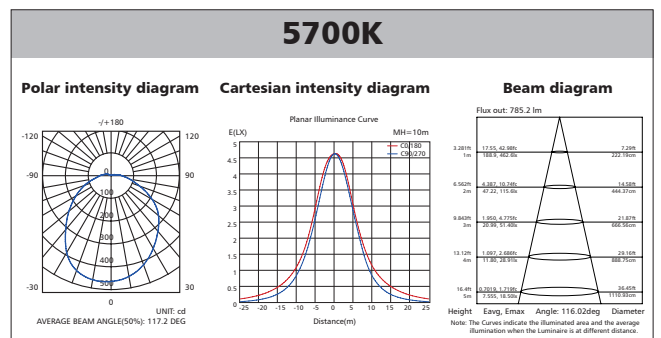 5700K
Polar intensity diagram
Cartesian intensity diagram
Beam diagram
-/+180
-120
120
-90
90
0
100
200
300
400
500
-30
30
0
UNIT: cd
AVERAGE BEAM ANGLE(50%): 117.2 DEG
Planar Illuminance Curve
E(LX)
MH=10m
C0/180
C90/270
5
4.5
4
3.5
3
2.5
2
1.5
1
0.5
0
-25 -20 -15 -10 -5 0 5 10 15 20 25
Distance(m)
Flux out: 785.2 lm
3.281ft 17.55, 42.98fc 7.29ft
1m 188.9, 462.6lx 222.19cm
6.562ft 4.387, 10.74fc 14.58ft
2m 47.22, 115.6lx 444.37cm
9.843ft 1.950, 4.775fc 21.87ft
3m 20.99, 51.40lx 666.56cm
13.12ft 1.097, 2.686fc 29.16ft
4m 11.80, 28.91lx 888.75cm
16.4ft 0.7019, 1.719fc 36.45ft
5m 7.555, 18.50lx 1110.93cm
Height Eavg, Emax Angle: 116.02deg Diameter
Note: The Curves indicate the illuminated area and the average
illumination when the Luminaire is at different distance.